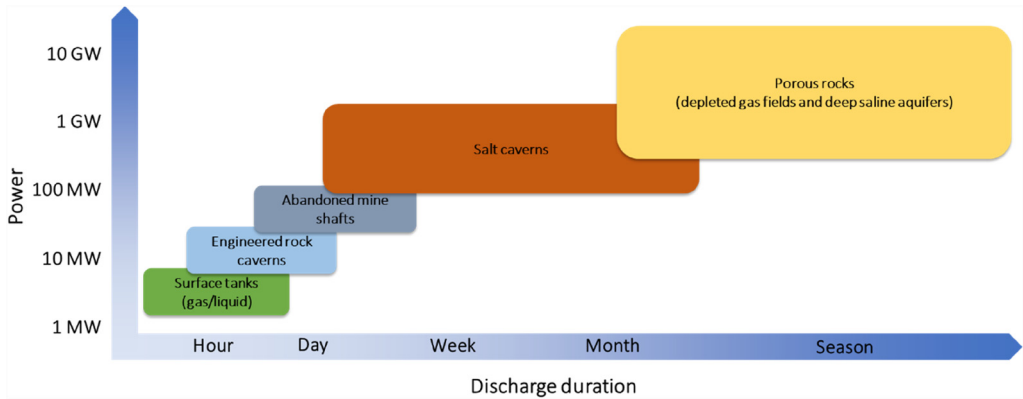 Power
10 GW
1 GW
100 MW
10 MW
1 MW
Porous rocks
(depleted gas fields and deep saline aquifers)
Salt caverns
Abandoned mine
shafts
Engineered rock
caverns
Surface tanks
(gas/liquid)
Hour Day Week Month Season
Discharge duration